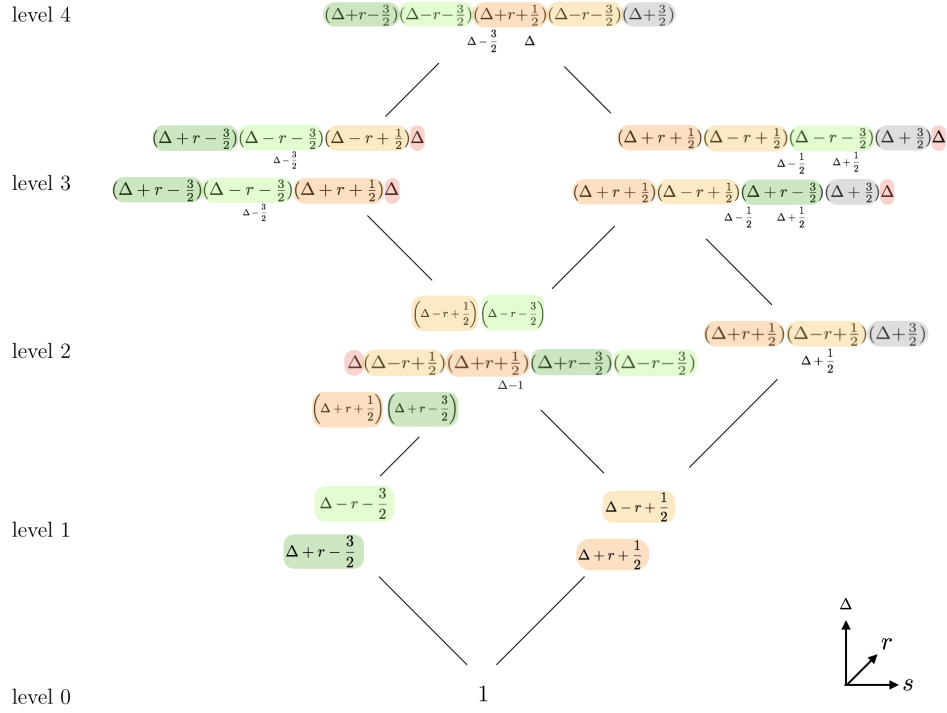 level 4 (Δ+r−3/2)(Δ−r−3/2)(Δ+r+1/2)(Δ−r−3/2)(Δ+3/2)
Δ−3/2 Δ
(Δ+r−3/2)(Δ−r−3/2)(Δ−r+1/2)Δ (Δ+r+1/2)(Δ−r+1/2)(Δ−r−3/2)(Δ+3/2)Δ
Δ−3/2 Δ−1/2 Δ+1/2
level 3 (Δ+r−3/2)(Δ−r−3/2)(Δ+r+1/2)Δ (Δ+r+1/2)(Δ−r+1/2)(Δ+r−3/2)(Δ+3/2)Δ
Δ−3/2 Δ−1/2 Δ+1/2
(Δ−r+1/2)(Δ−r−3/2)
(Δ+r+1/2)(Δ−r+1/2)(Δ+3/2)
level 2 Δ(Δ−r+1/2)(Δ+r+1/2)(Δ+r−3/2)(Δ−r−3/2) Δ+1/2
Δ−1
(Δ+r+1/2)(Δ+r−3/2)
Δ−r−3/2 Δ−r+1/2
level 1
Δ+r−3/2 Δ+r+1/2
Δ
r
s
level 0 1